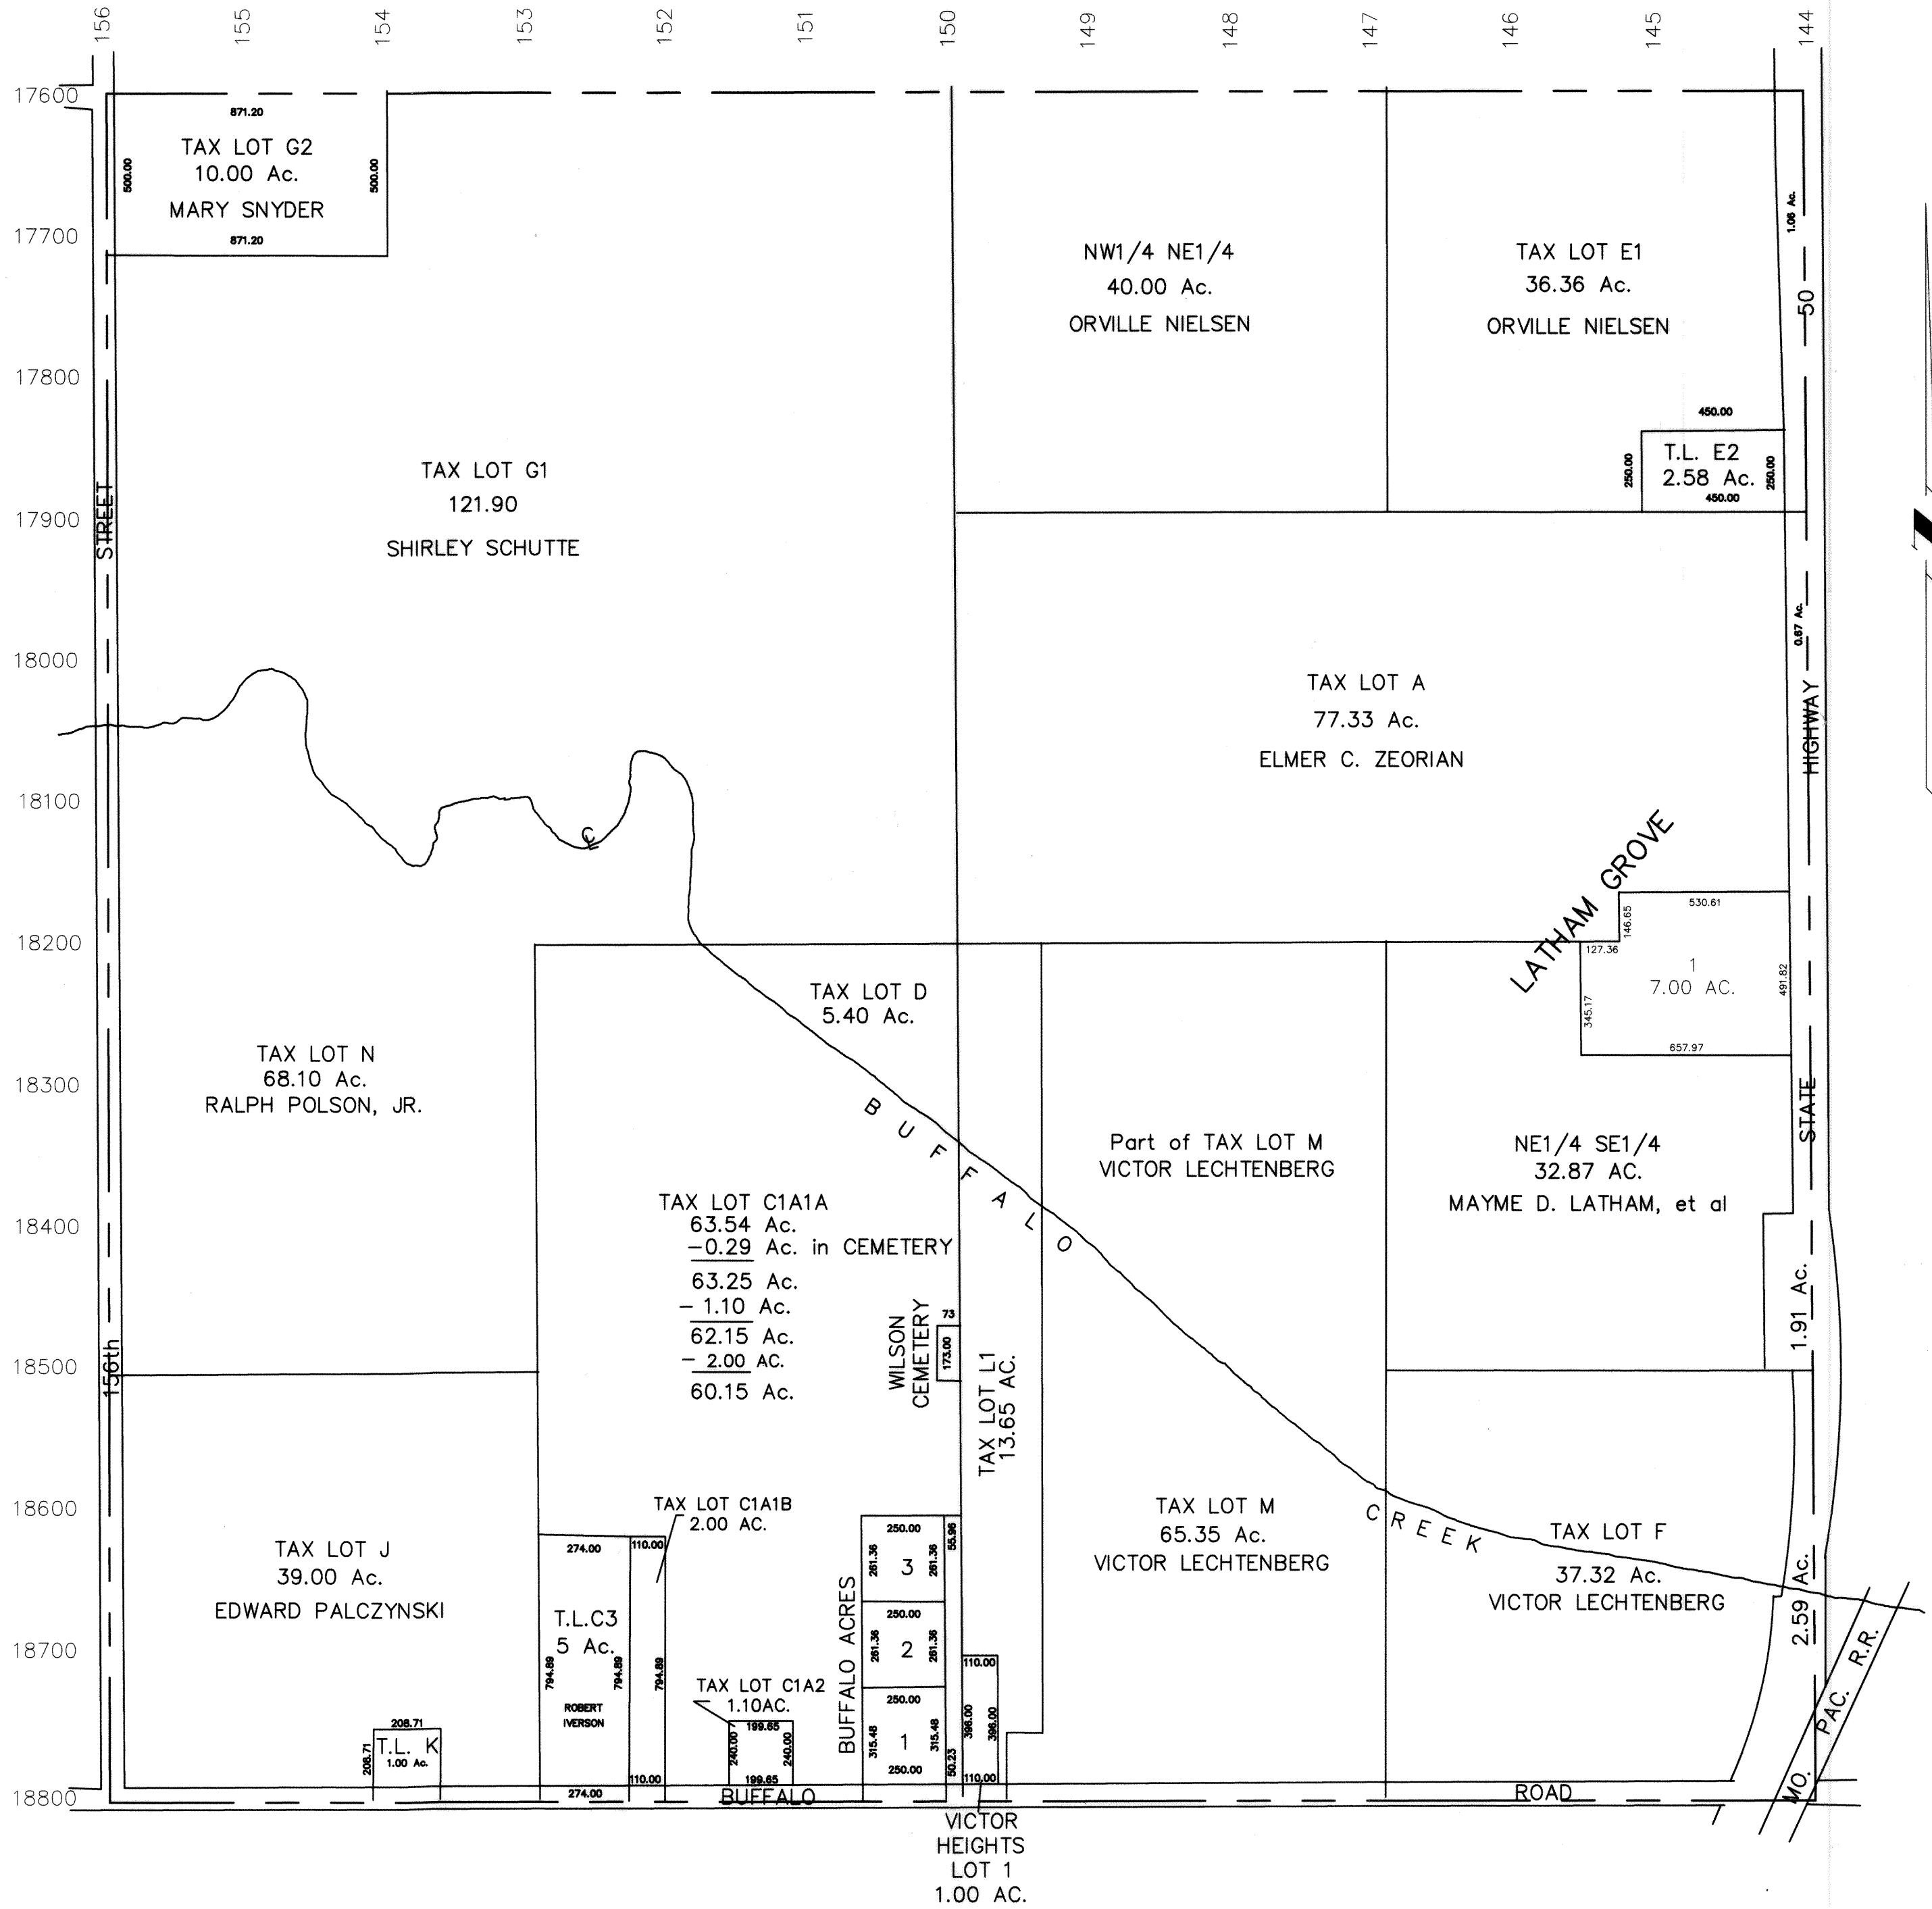 156
155
154
153
152
151
150
149
148
147
146
145
144
17600
17700
17800
17900
18000
18100
18200
18300
18400
18500
18600
18700
18800
871.20
TAX LOT G2
10.00 Ac.
MARY SNYDER
500.00
500.00
871.20
NW1/4 NE1/4
40.00 Ac.
ORVILLE NIELSEN
TAX LOT E1
36.36 Ac.
ORVILLE NIELSEN
1.06 Ac.
50
450.00
T.L. E2
2.58 Ac.
250.00
250.00
450.00
TAX LOT G1
121.90
SHIRLEY SCHUTTE
STREET
0.67 Ac.
TAX LOT A
77.33 Ac.
ELMER C. ZEORIAN
HIGHWAY
CL
LATHAM GROVE
530.61
146.65
127.36
1
7.00 AC.
491.82
345.17
657.97
TAX LOT D
5.40 Ac.
TAX LOT N
68.10 Ac.
RALPH POLSON, JR.
BUFFALO
Part of TAX LOT M
VICTOR LECHTENBERG
STATE
NE1/4 SE1/4
32.87 AC.
MAYME D. LATHAM, et al
TAX LOT C1A1A
63.54 Ac.
-0.29 Ac. in CEMETERY
63.25 Ac.
- 1.10 Ac.
62.15 Ac.
- 2.00 AC.
60.15 Ac.
WILSON
CEMETERY
73
173.00
TAX LOT L1
13.65 AC.
1.91 Ac.
156th
TAX LOT C1A1B
2.00 AC.
TAX LOT J
39.00 Ac.
EDWARD PALCZYNSKI
274.00
110.00
T.L.C3
5 Ac.
794.89
794.89
794.89
ROBERT
IVERSON
274.00
110.00
208.71
208.71
T.L. K
1.00 Ac.
TAX LOT C1A2
1.10AC.
199.65
240.00
240.00
199.65
BUFFALO ACRES
250.00
55.96
261.36
3
261.36
250.00
261.36
2
261.36
250.00
315.48
1
315.48
250.00
50.23
110.00
396.00
396.00
110.00
TAX LOT M
65.35 Ac.
VICTOR LECHTENBERG
CREEK
TAX LOT F
37.32 Ac.
VICTOR LECHTENBERG
2.59 Ac.
MO. PAC. R.R.
BUFFALO
ROAD
VICTOR
HEIGHTS
LOT 1
1.00 AC.